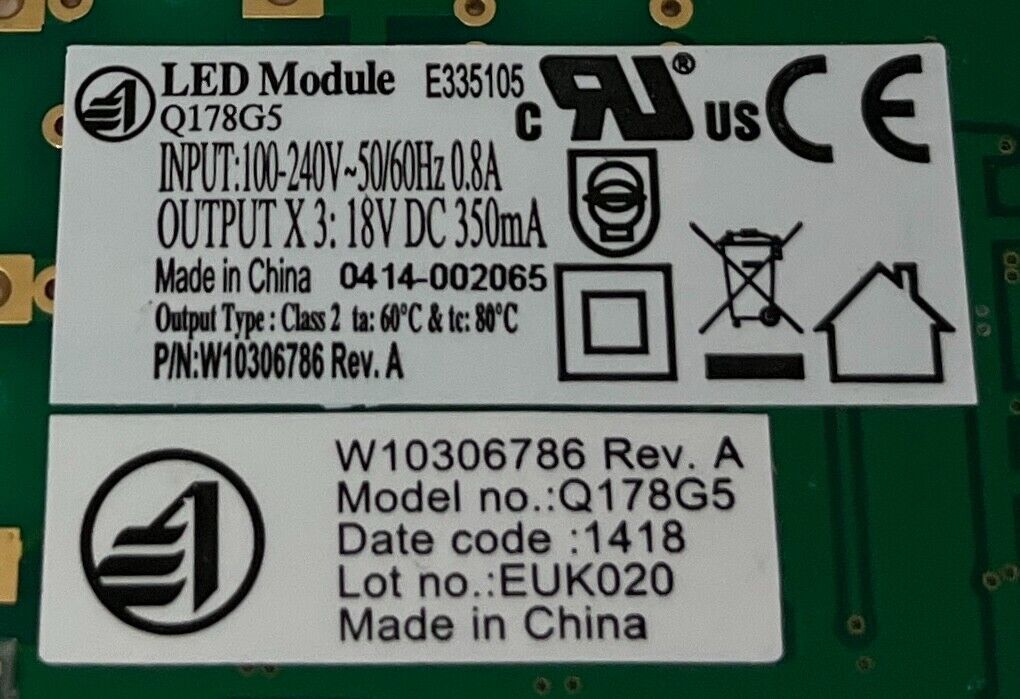 LED Module E335105
Q178G5
c RU® US CE
INPUT:100-240V~50/60Hz 0.8A
OUTPUT X 3: 18V DC 350mA
Made in China 0414-002065
Output Type : Class 2 ta: 60°C & tc: 80°C
P/N:W10306786 Rev. A
W10306786 Rev. A
Model no.:Q178G5
Date code :1418
Lot no.:EUK020
Made in China